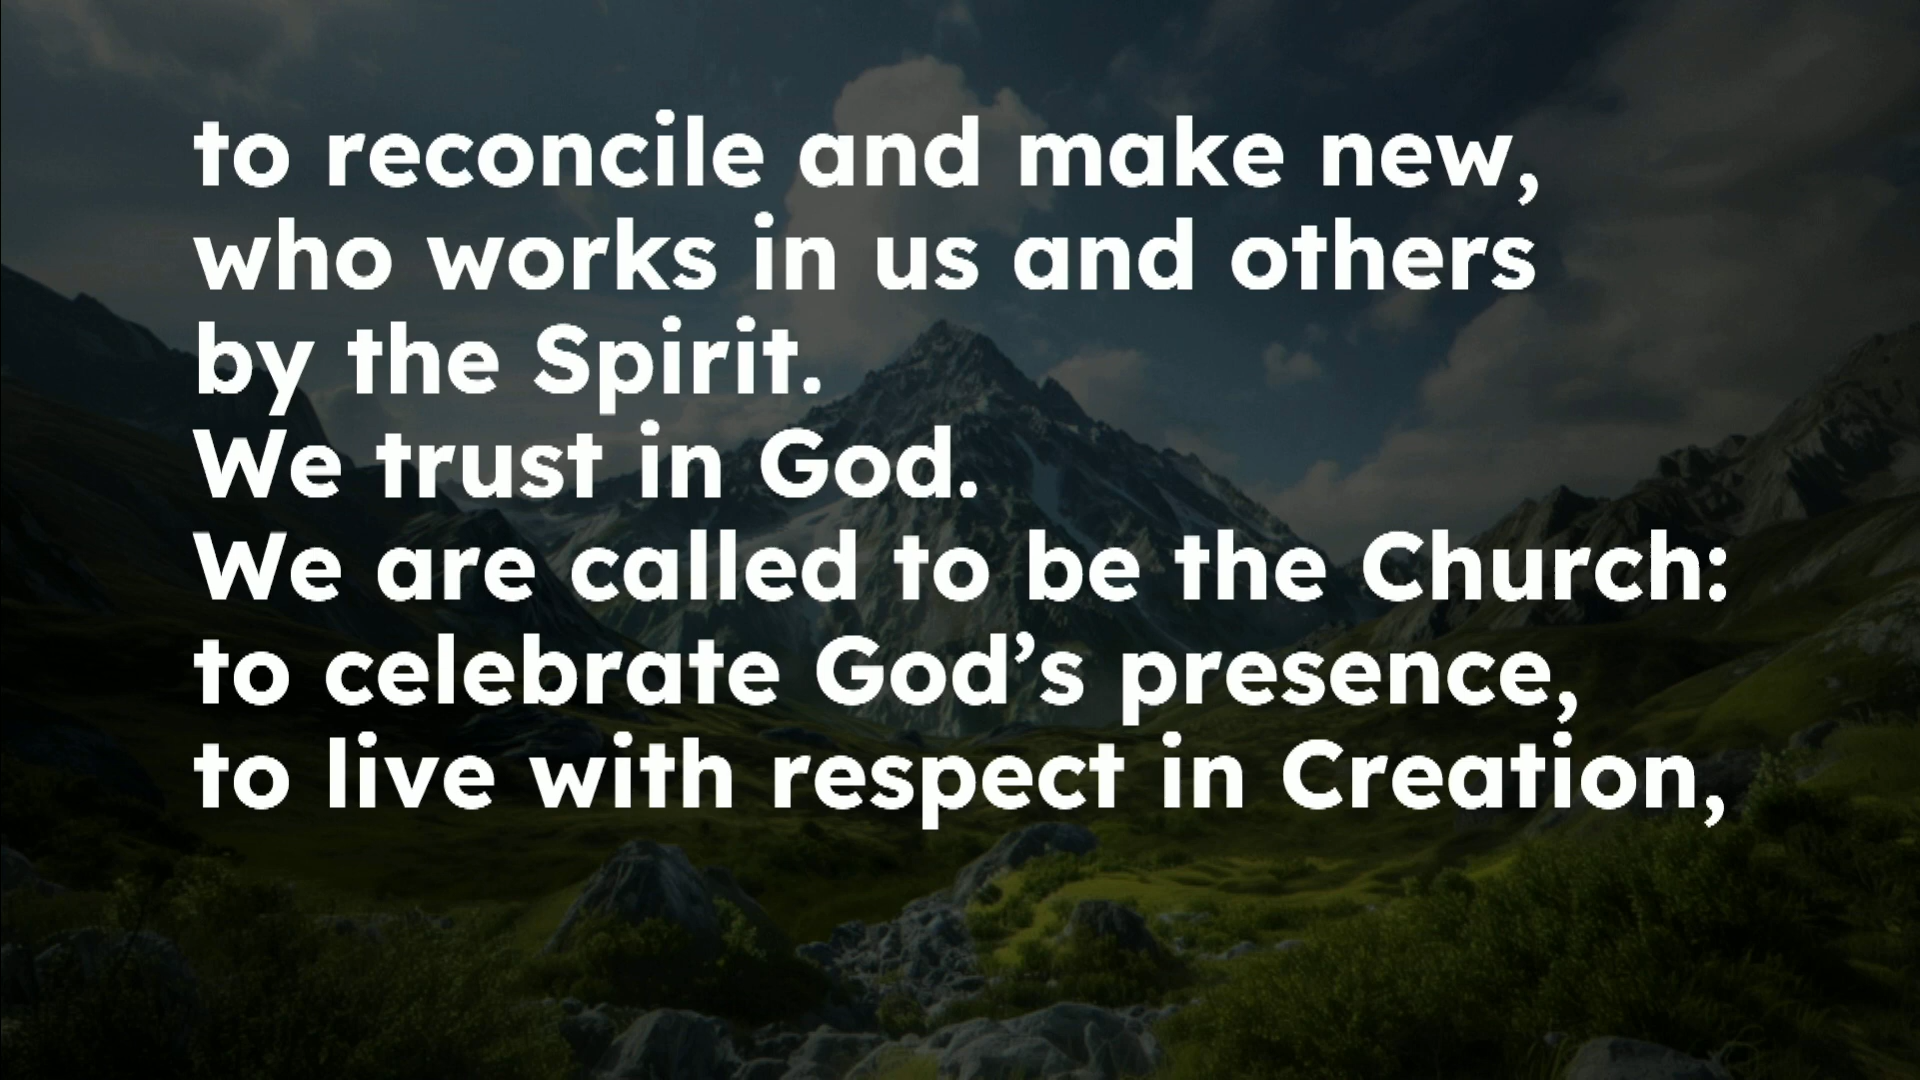 to reconcile and make new,
who works in us and others
by the Spirit.
We trust in God.
We are called to be the Church:
to celebrate God’s presence,
to live with respect in Creation,